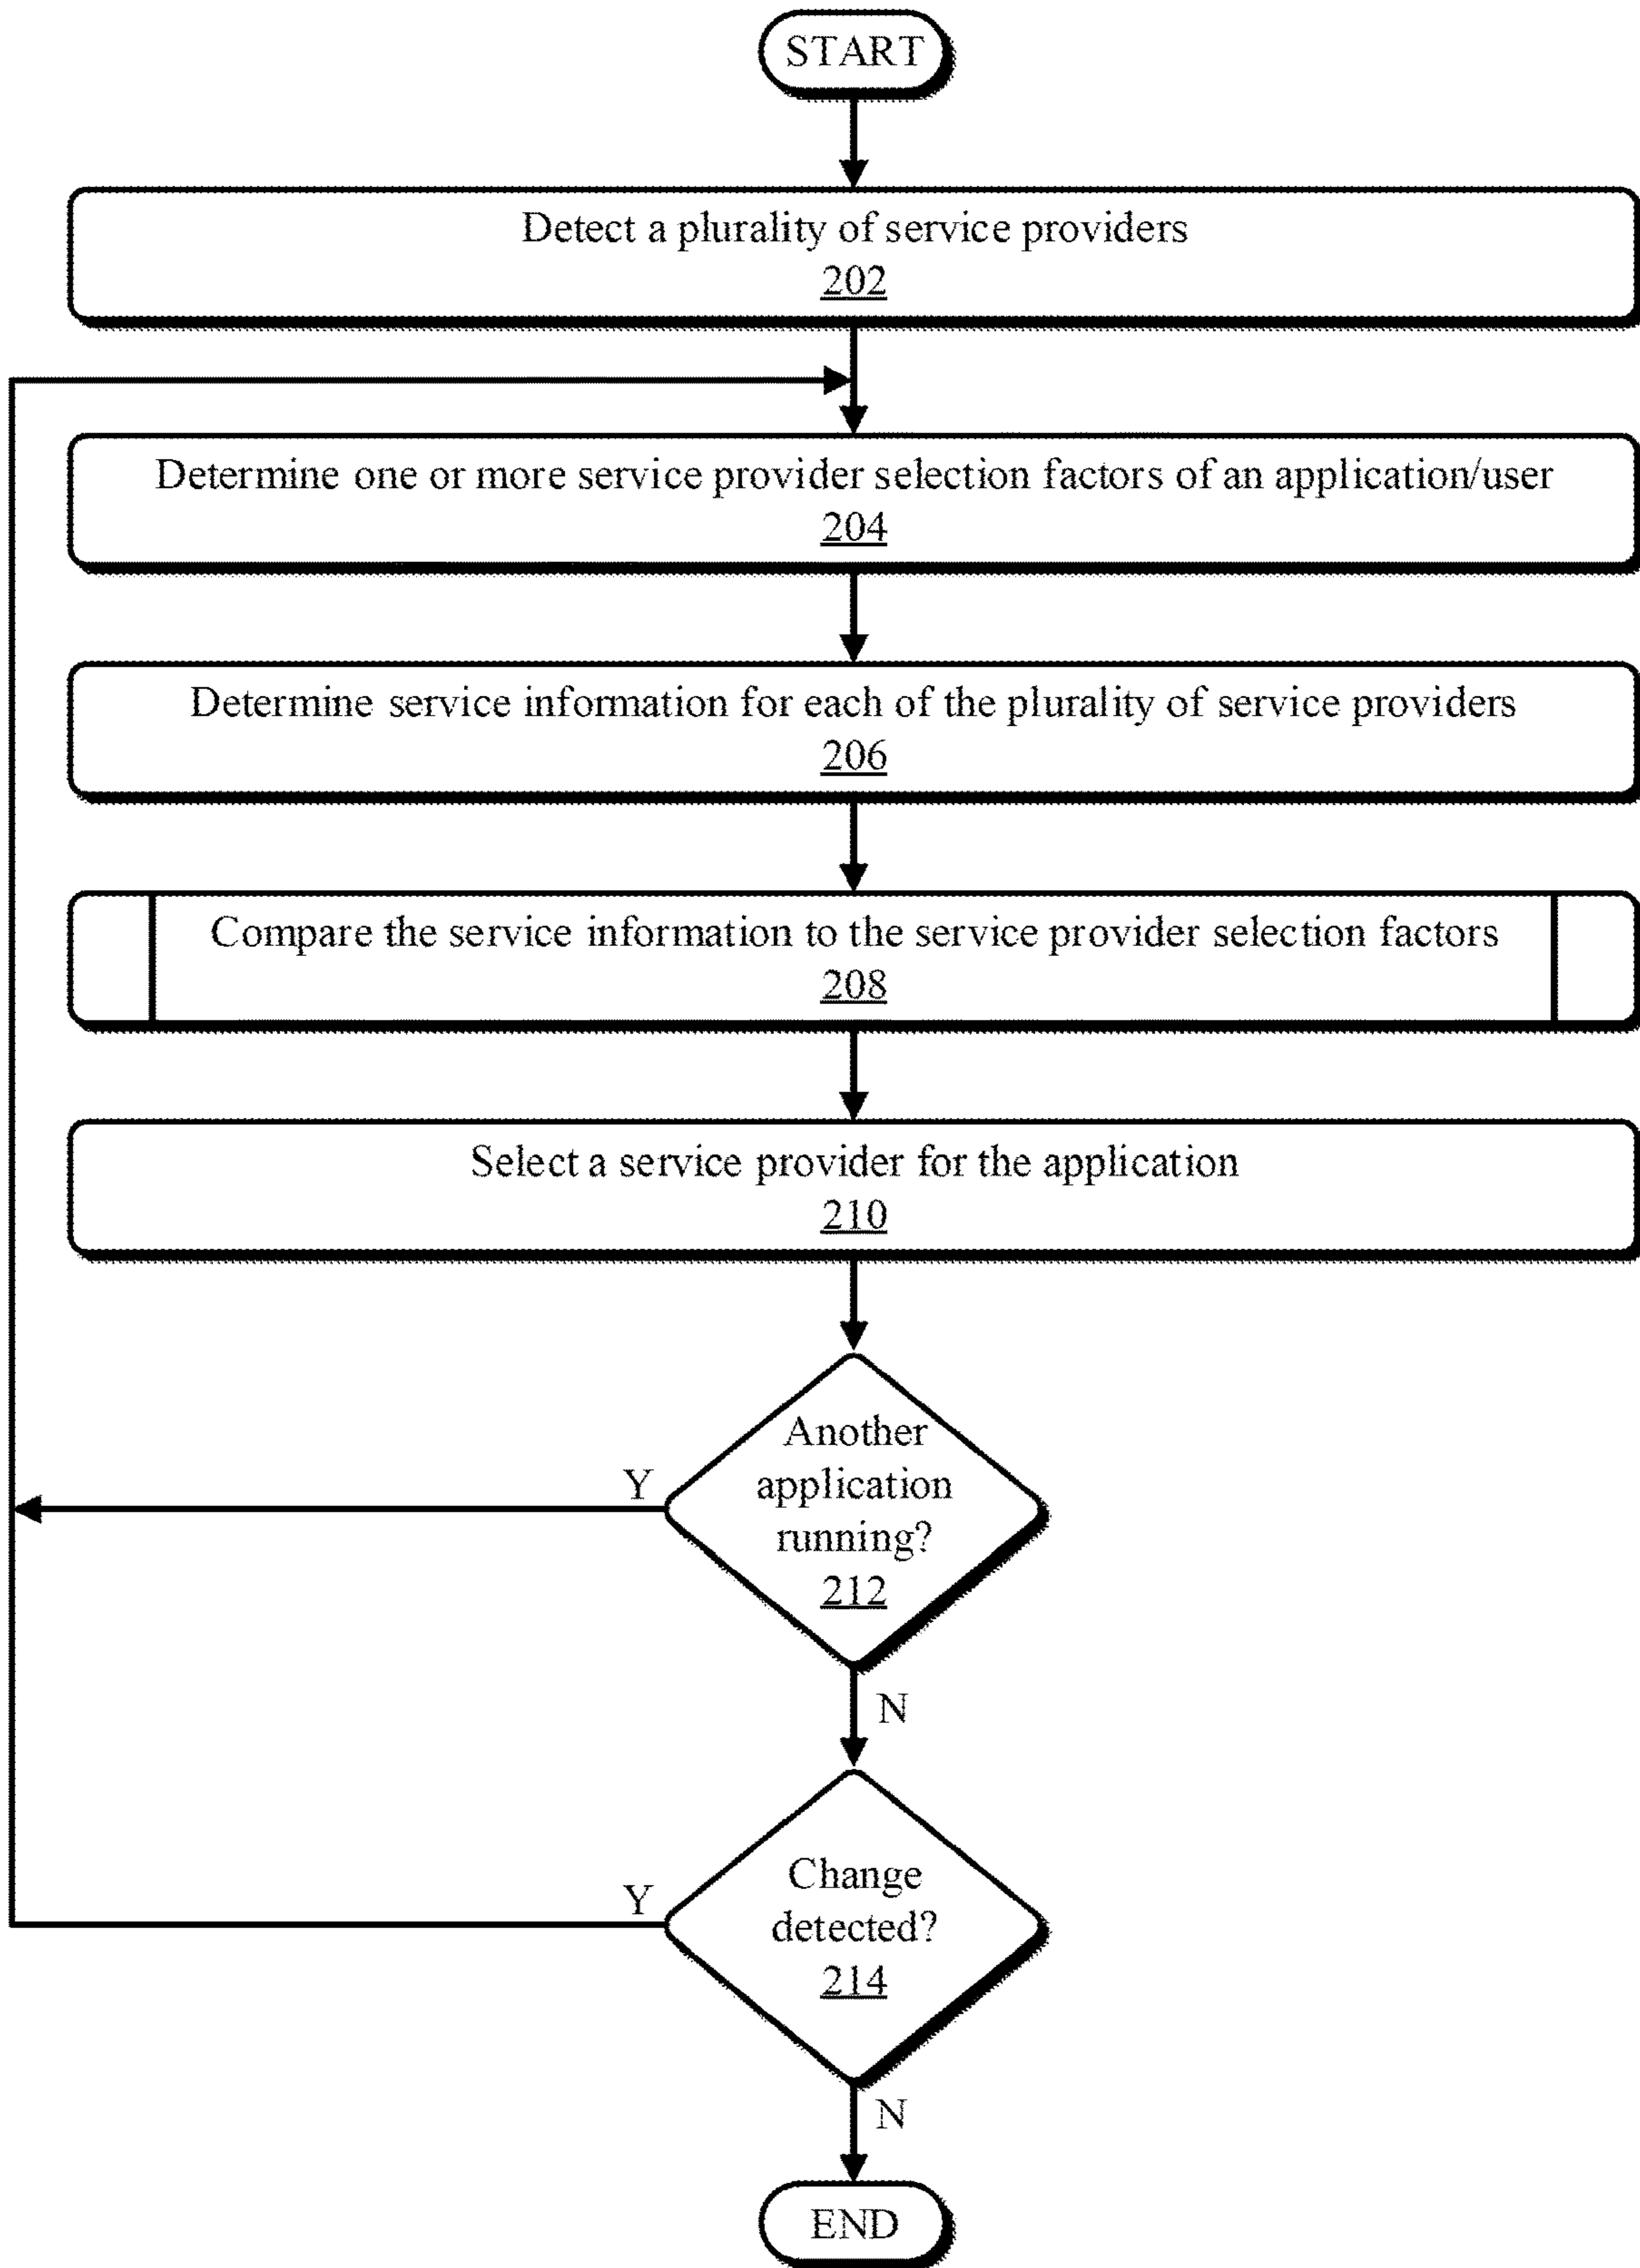 START
Detect a plurality of service providers
202
Determine one or more service provider selection factors of an application/user
204
Determine service information for each of the plurality of service providers
206
Compare the service information to the service provider selection factors
208
Select a service provider for the application
210
Another
application
running?
212
Y
N
Change
detected?
214
Y
N
END